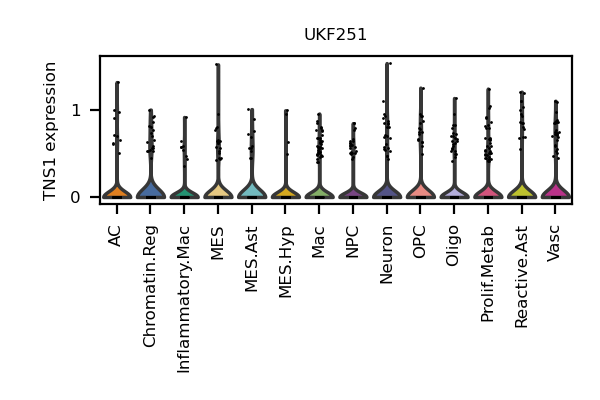 UKF251
TNS1 expression
1
0
AC
Chromatin.Reg
Inflammatory.Mac
MES
MES.Ast
MES.Hyp
Mac
NPC
Neuron
OPC
Oligo
Prolif.Metab
Reactive.Ast
Vasc